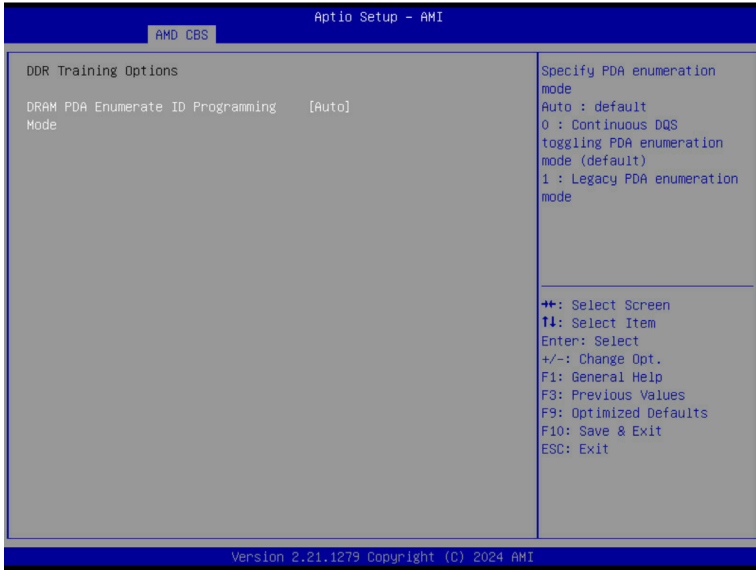 Aptio Setup – AMI
AMD CBS
DDR Training Options
DRAM PDA Enumerate ID Programming [Auto]
Mode
Specify PDA enumeration
mode
Auto : default
0 : Continuous DQS
toggling PDA enumeration
mode (default)
1 : Legacy PDA enumeration
mode
→←: Select Screen
↑↓: Select Item
Enter: Select
+/-: Change Opt.
F1: General Help
F3: Previous Values
F9: Optimized Defaults
F10: Save & Exit
ESC: Exit
Version 2.21.1279 Copyright (C) 2024 AMI